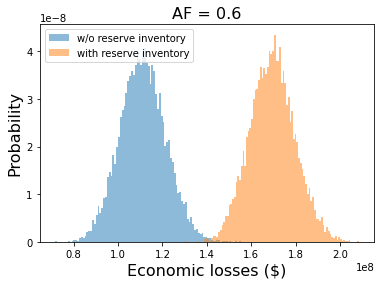 AF = 0.6
1e−8
w/o reserve inventory
with reserve inventory
4
3
2
1
0
Probability
0.8 1.0 1.2 1.4 1.6 1.8 2.0
1e8
Economic losses ($)